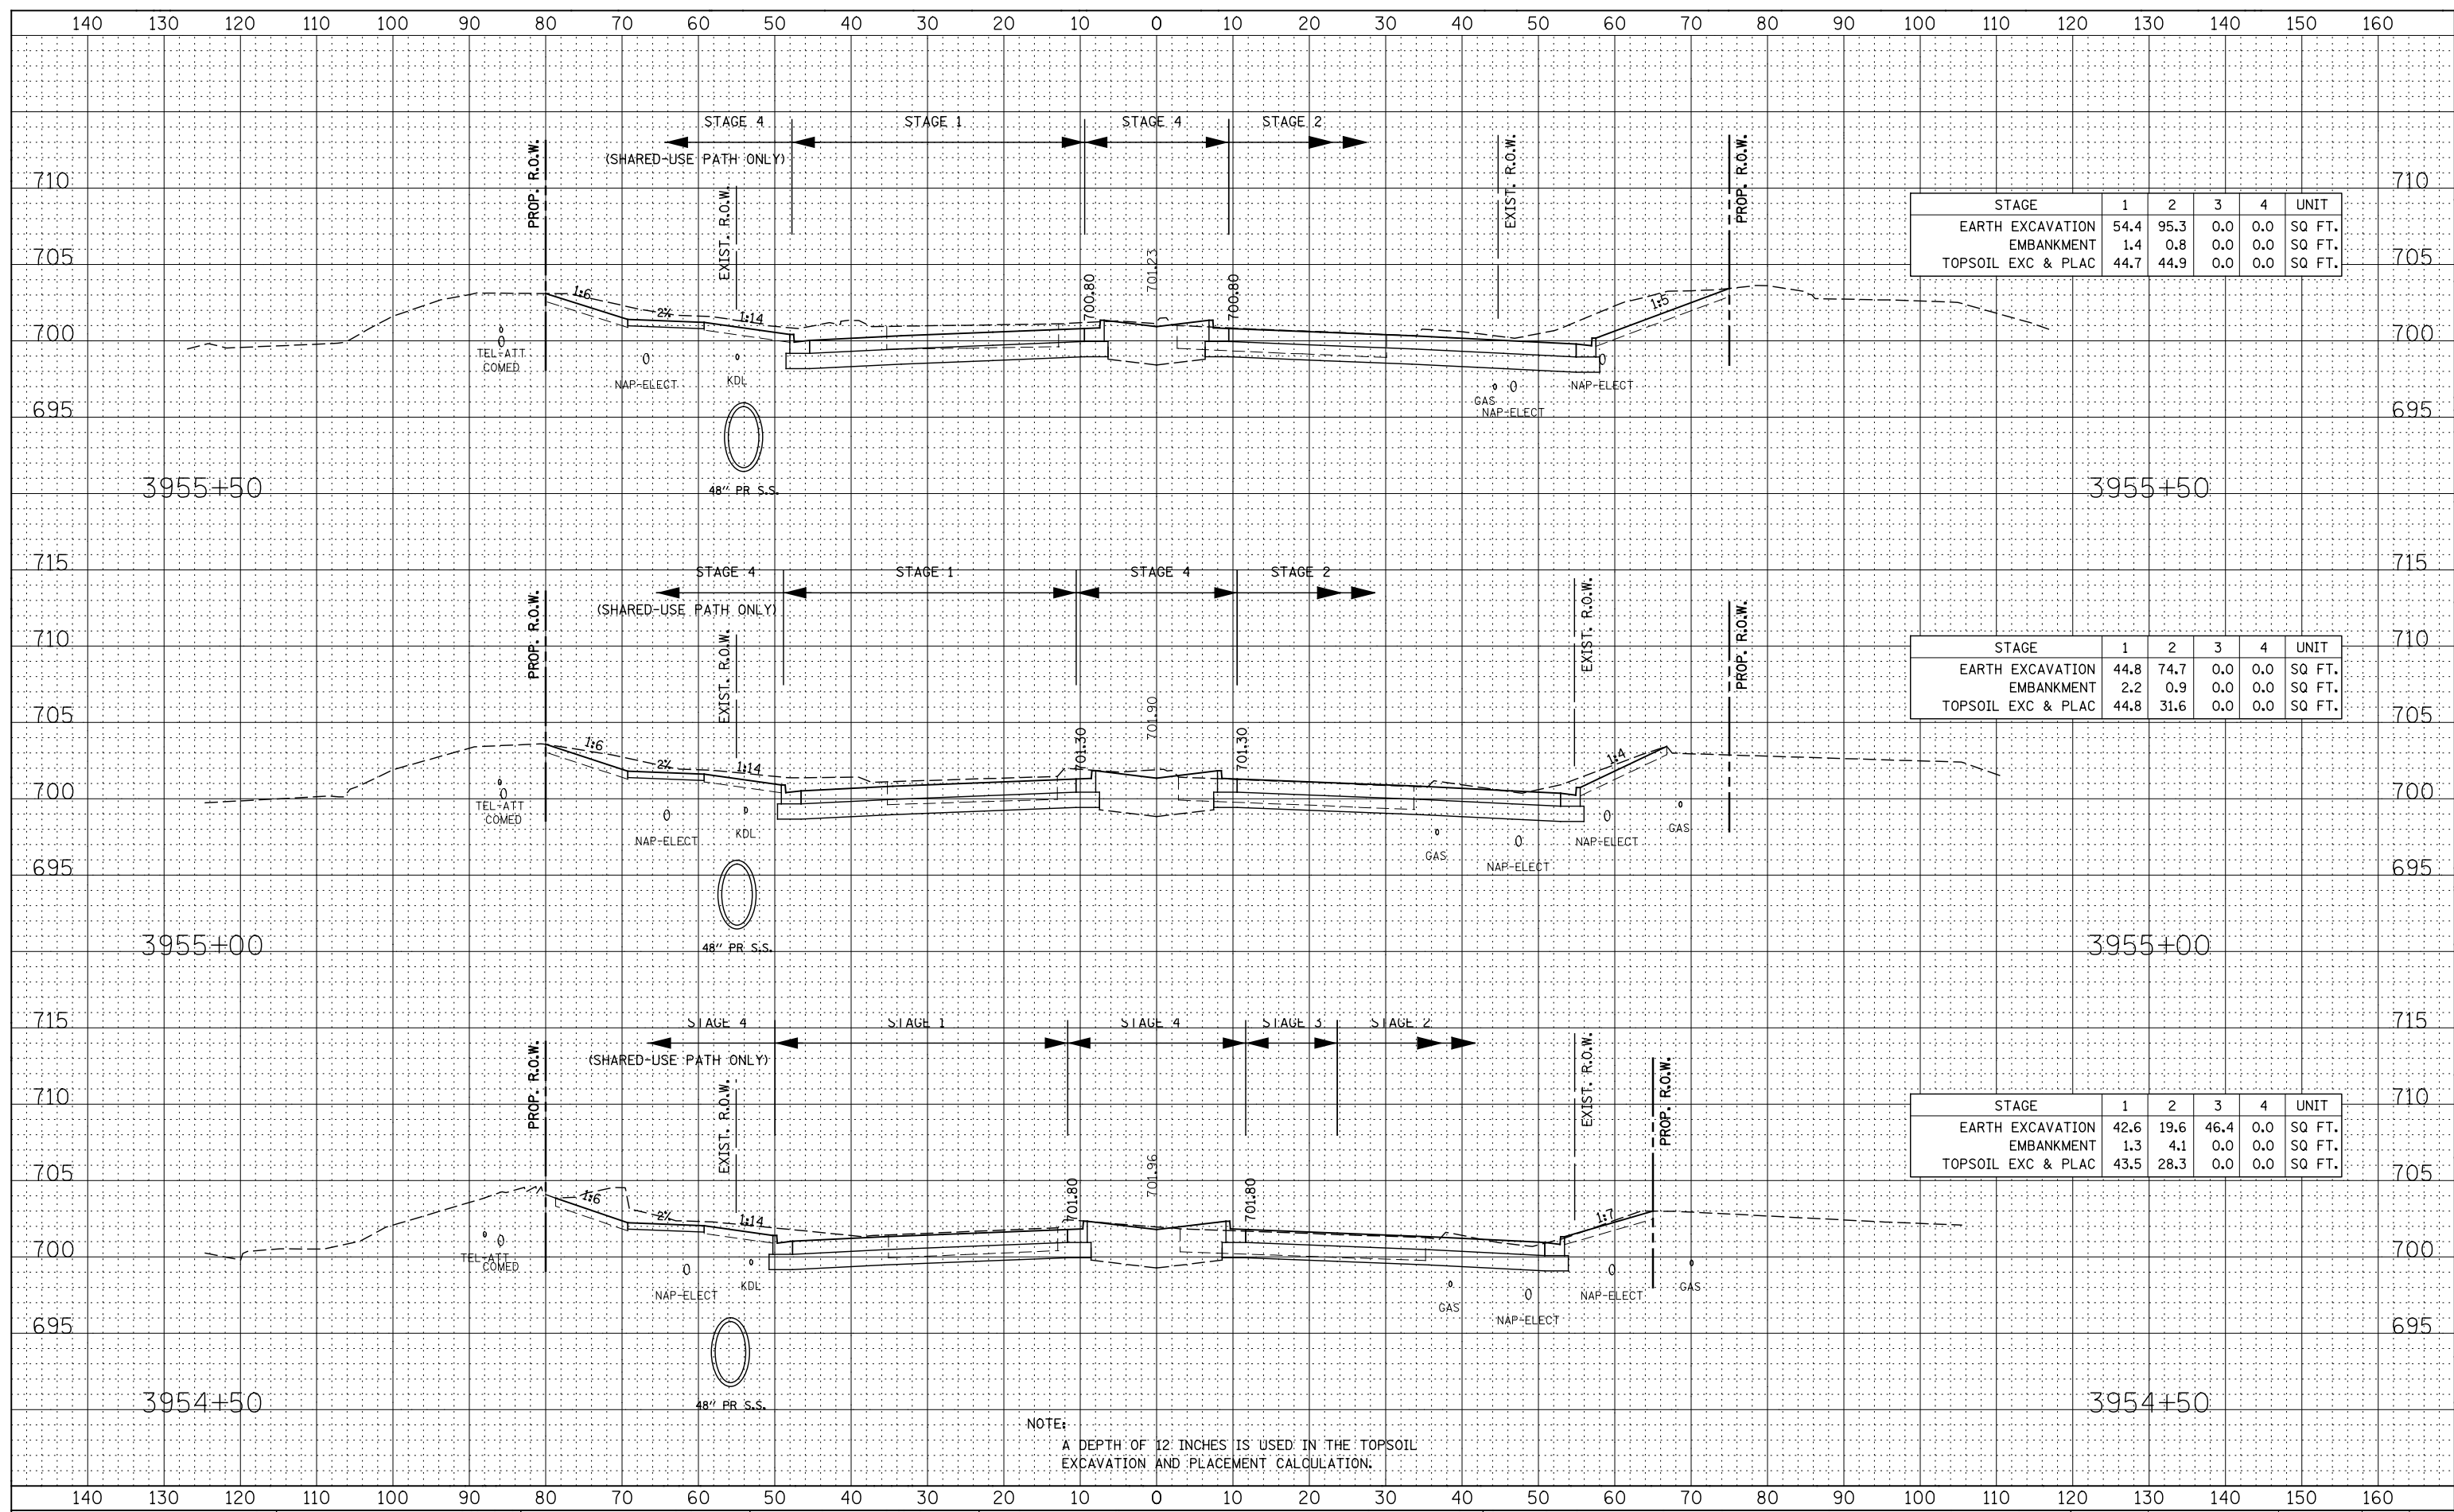 140 130 120 110 100 90 80 70 60 50 40 30 20 10 0 10 20 30 40 50 60 70 80 90 100 110 120 130 140 150 160
STAGE 4 STAGE 1 STAGE 4 STAGE 2
(SHARED-USE PATH ONLY)
PROP. R.O.W.
EXIST. R.O.W.
EXIST. R.O.W.
PROP. R.O.W.
710 710
705 705
700 700
695 695
STAGE 1 2 3 4 UNIT
EARTH EXCAVATION 54.4 95.3 0.0 0.0 SQ FT.
EMBANKMENT 1.4 0.8 0.0 0.0 SQ FT.
TOPSOIL EXC & PLAC 44.7 44.9 0.0 0.0 SQ FT.
700.80 701.23 700.80
1:6 2% 1:14 1:5
TEL-ATT
COMED
NAP-ELECT
KDL
GAS
NAP-ELECT
NAP-ELECT
48" PR S.S.
3955+50 3955+50
715 715
STAGE 4 STAGE 1 STAGE 4 STAGE 2
(SHARED-USE PATH ONLY)
PROP. R.O.W.
EXIST. R.O.W.
EXIST. R.O.W.
PROP. R.O.W.
710 710
705 705
700 700
695 695
STAGE 1 2 3 4 UNIT
EARTH EXCAVATION 44.8 74.7 0.0 0.0 SQ FT.
EMBANKMENT 2.2 0.9 0.0 0.0 SQ FT.
TOPSOIL EXC & PLAC 44.8 31.6 0.0 0.0 SQ FT.
701.30 701.90 701.30
1:6 2% 1:14 1:4
TEL-ATT
COMED
NAP-ELECT
KDL
GAS
NAP-ELECT
NAP-ELECT
GAS
48" PR S.S.
3955+00 3955+00
715 715
STAGE 4 STAGE 1 STAGE 4 STAGE 3 STAGE 2
(SHARED-USE PATH ONLY)
PROP. R.O.W.
EXIST. R.O.W.
EXIST. R.O.W.
PROP. R.O.W.
710 710
705 705
700 700
695 695
STAGE 1 2 3 4 UNIT
EARTH EXCAVATION 42.6 19.6 46.4 0.0 SQ FT.
EMBANKMENT 1.3 4.1 0.0 0.0 SQ FT.
TOPSOIL EXC & PLAC 43.5 28.3 0.0 0.0 SQ FT.
701.80 701.96 701.80
1:6 2% 1:14 1:7
TEL-ATT
COMED
NAP-ELECT
KDL
GAS
NAP-ELECT
NAP-ELECT
GAS
48" PR S.S.
3954+50 3954+50
NOTE:
A DEPTH OF 12 INCHES IS USED IN THE TOPSOIL
EXCAVATION AND PLACEMENT CALCULATION.
140 130 120 110 100 90 80 70 60 50 40 30 20 10 0 10 20 30 40 50 60 70 80 90 100 110 120 130 140 150 160